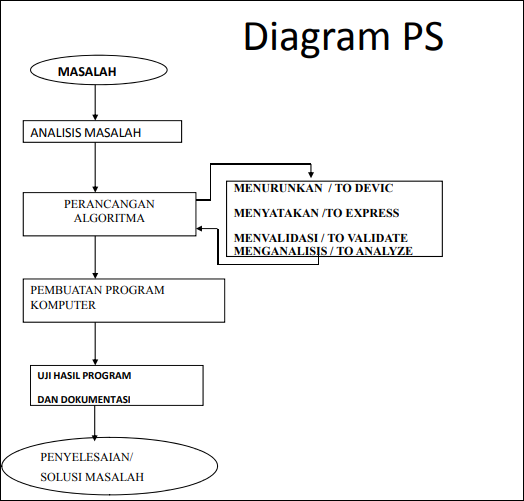 Diagram PS
MASALAH
ANALISIS MASALAH
PERANCANGAN
ALGORITMA
MENURUNKAN / TO DEVIC
MENYATAKAN /TO EXPRESS
MENVALIDASI / TO VALIDATE
MENGANALISIS / TO ANALYZE
PEMBUATAN PROGRAM
KOMPUTER
UJI HASIL PROGRAM
DAN DOKUMENTASI
PENYELESAIAN/
SOLUSI MASALAH